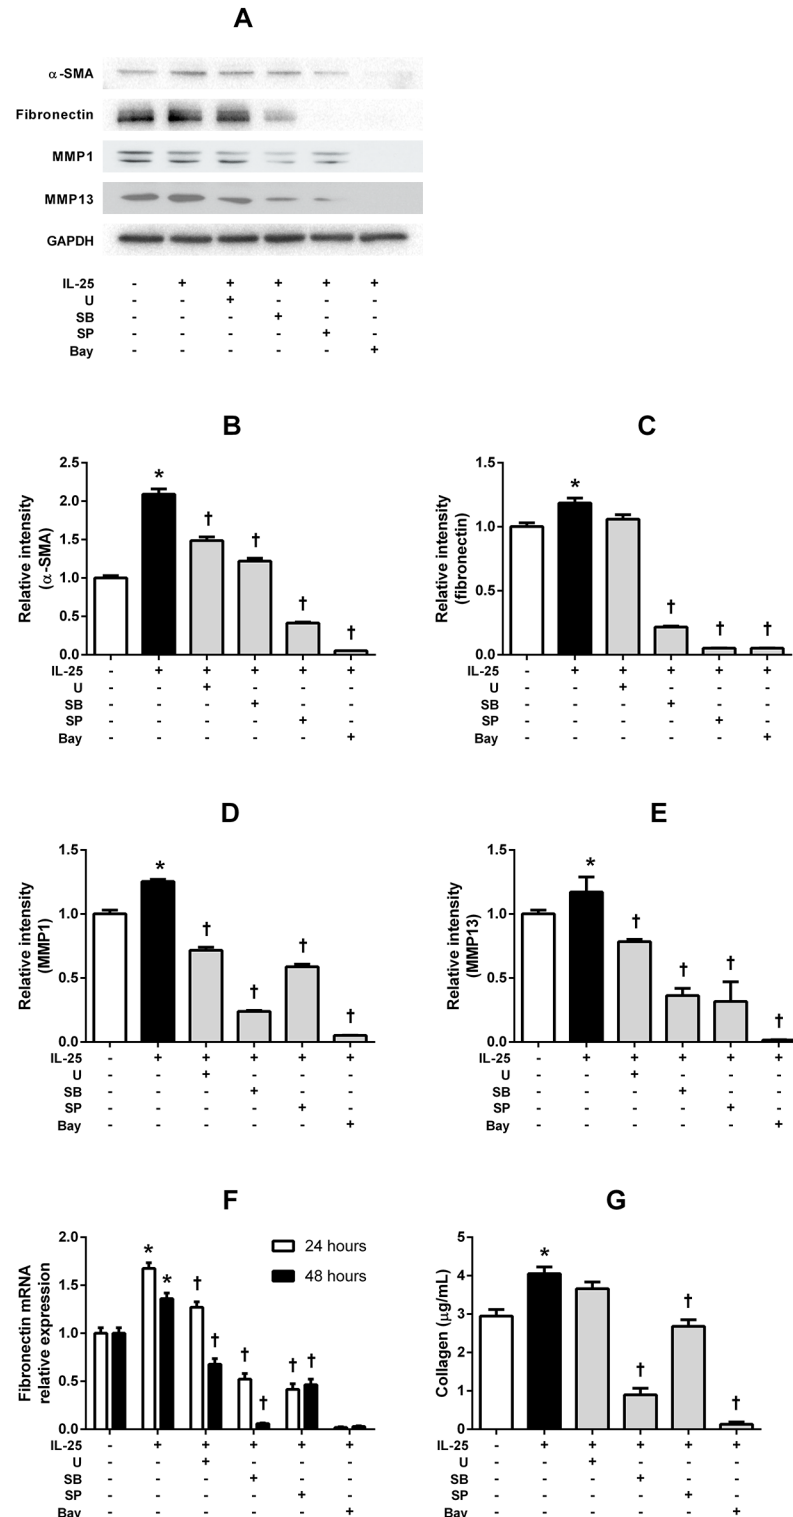 A
α-SMA
Fibronectin
MMP1
MMP13
GAPDH
IL-25 - + + + + +
U - - + - - -
SB - - - + - -
SP - - - - + -
Bay - - - - - +
B
Relative intensity
(α-SMA)
2.5
2.0
1.5
1.0
0.5
0.0
* † † † †
IL-25 - + + + + +
U - - + - - -
SB - - - + - -
SP - - - - + -
Bay - - - - - +
C
Relative intensity
(fibronectin)
1.5
1.0
0.5
0.0
* † † †
IL-25 - + + + + +
U - - + - - -
SB - - - + - -
SP - - - - + -
Bay - - - - - +
D
Relative intensity
(MMP1)
1.5
1.0
0.5
0.0
* † † † †
IL-25 - + + + + +
U - - + - - -
SB - - - + - -
SP - - - - + -
Bay - - - - - +
E
Relative intensity
(MMP13)
1.5
1.0
0.5
0.0
* † † † †
IL-25 - + + + + +
U - - + - - -
SB - - - + - -
SP - - - - + -
Bay - - - - - +
F
Fibronectin mRNA
relative expression
2.0
1.5
1.0
0.5
0.0
24 hours
48 hours
* * † † † † † †
IL-25 - + + + + +
U - - + - - -
SB - - - + - -
SP - - - - + -
Bay - - - - - +
G
Collagen (µg/mL)
5
4
3
2
1
0
* † † †
IL-25 - + + + + +
U - - + - - -
SB - - - + - -
SP - - - - + -
Bay - - - - - +